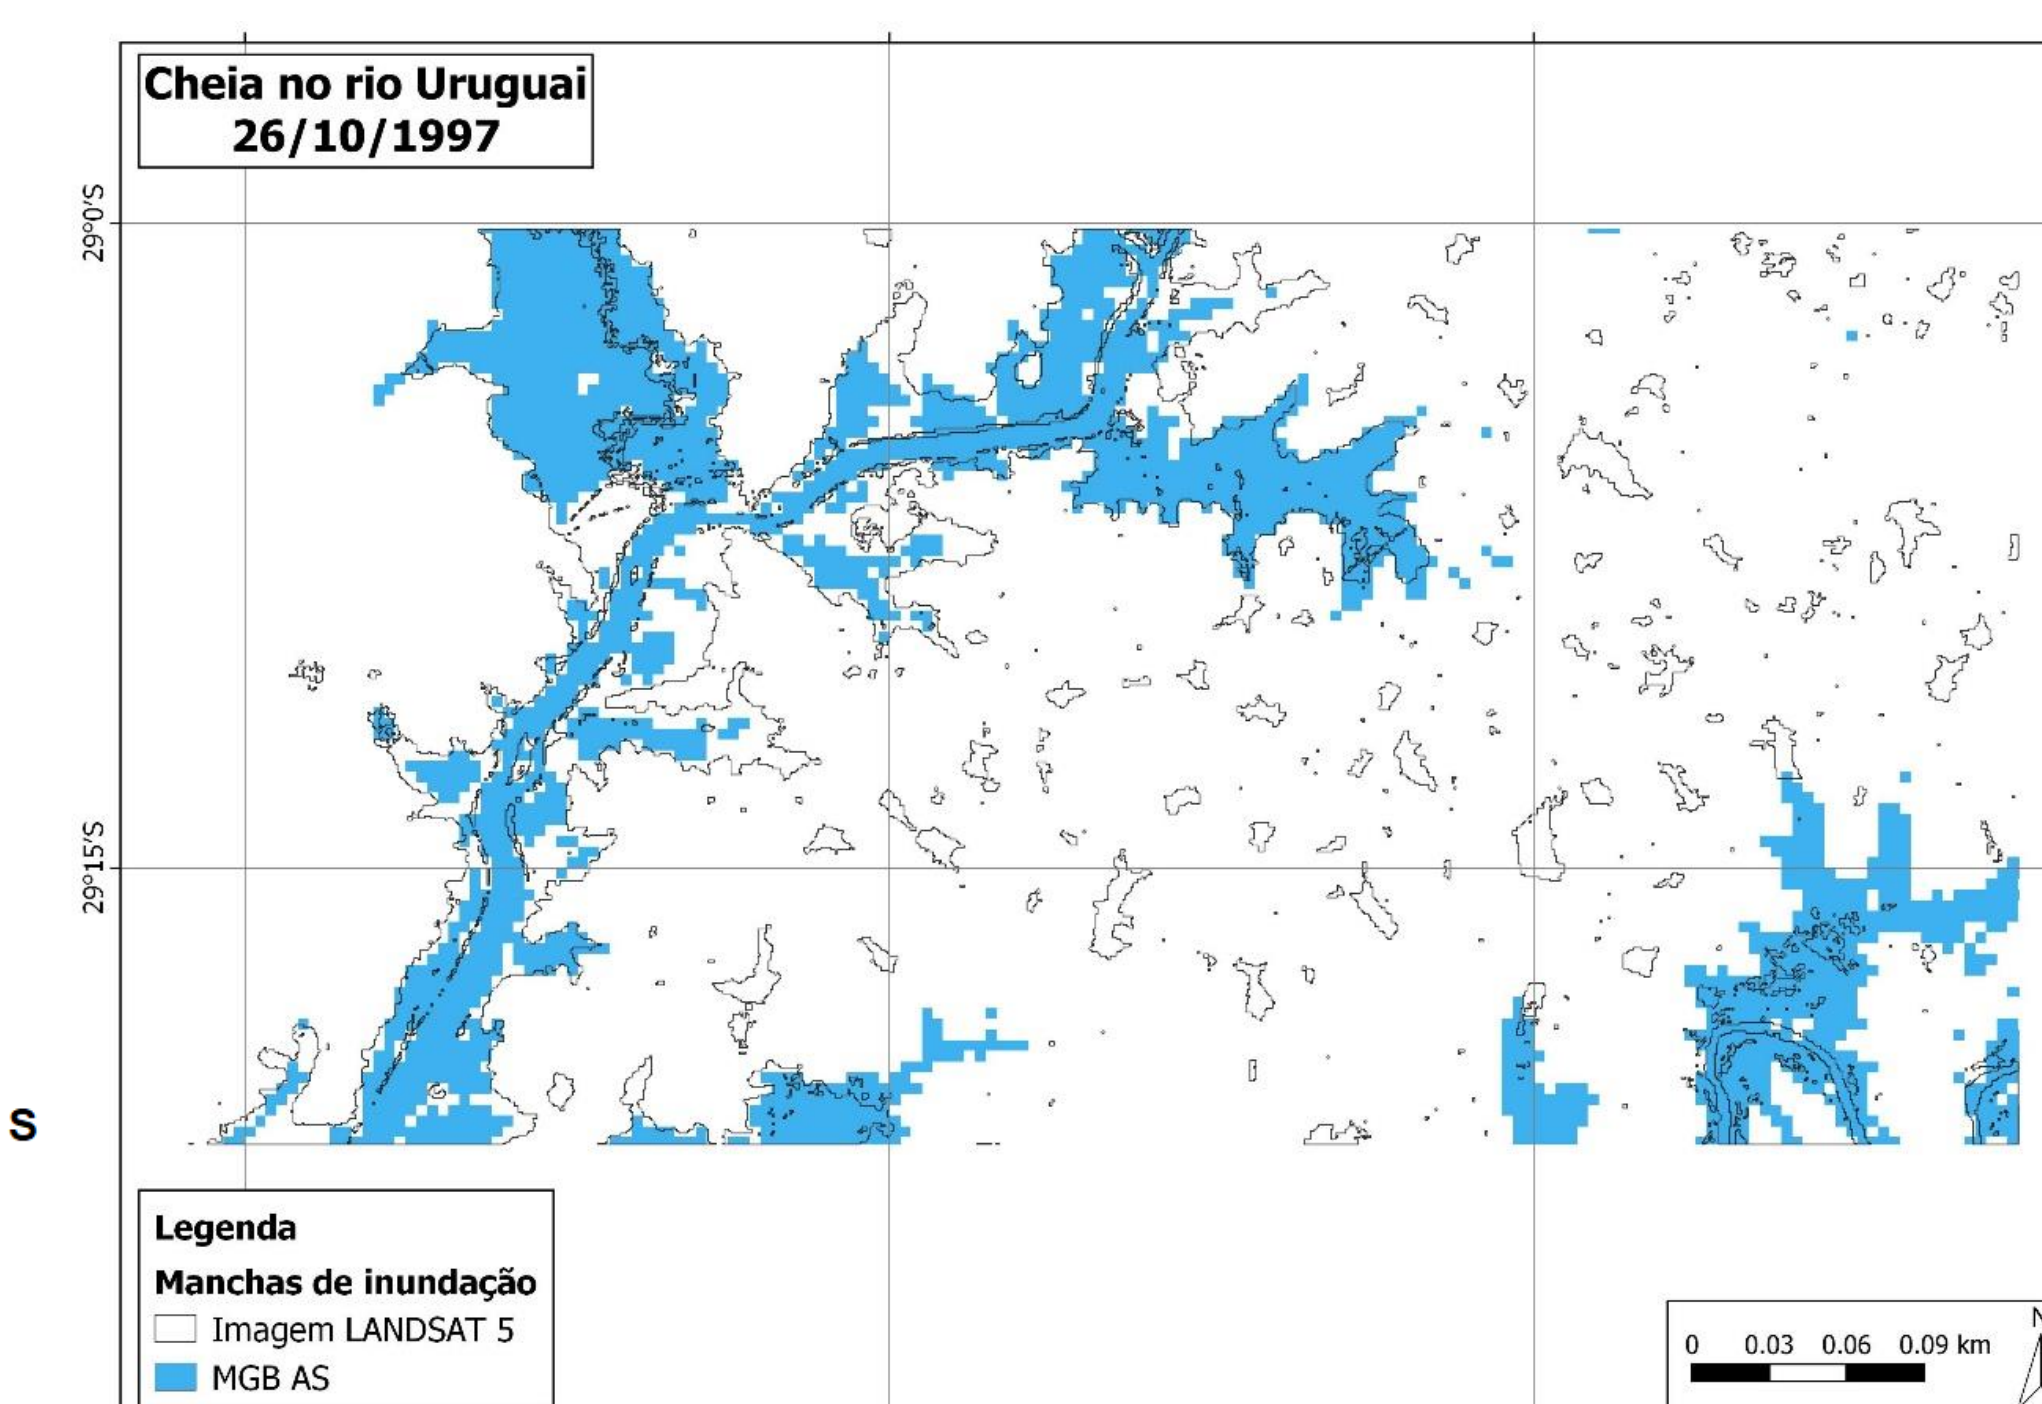 Cheia no rio Uruguai
26/10/1997
29°0'S
29°15'S
S
Legenda
Manchas de inundação
Imagem LANDSAT 5
MGB AS
N
0 0.03 0.06 0.09 km